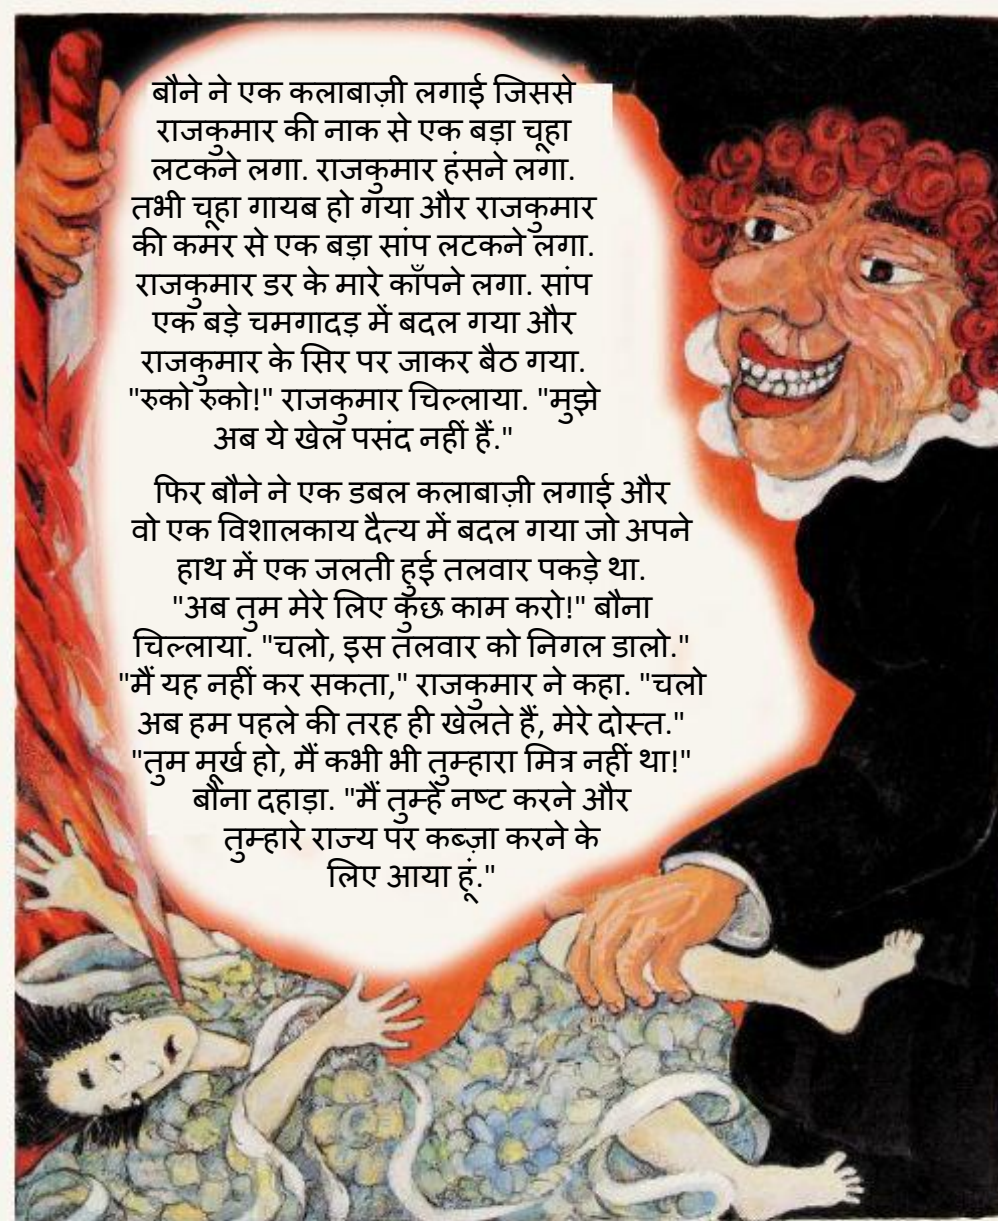 बौने ने एक कलाबाज़ी लगाई जिससे
राजकुमार की नाक से एक बड़ा चूहा
लटकने लगा. राजकुमार हंसने लगा.
तभी चूहा गायब हो गया और राजकुमार
की कमर से एक बड़ा सांप लटकने लगा.
राजकुमार डर के मारे काँपने लगा. सांप
एक बड़े चमगादड़ में बदल गया और
राजकुमार के सिर पर जाकर बैठ गया.
"रुको रुको!" राजकुमार चिल्लाया. "मुझे
अब ये खेल पसंद नहीं हैं."
फिर बौने ने एक डबल कलाबाज़ी लगाई और
वो एक विशालकाय दैत्य में बदल गया जो अपने
हाथ में एक जलती हुई तलवार पकड़े था.
"अब तुम मेरे लिए कुछ काम करो!" बौना
चिल्लाया. "चलो, इस तलवार को निगल डालो."
"मैं यह नहीं कर सकता," राजकुमार ने कहा. "चलो
अब हम पहले की तरह ही खेलते हैं, मेरे दोस्त."
"तुम मूर्ख हो, मैं कभी भी तुम्हारा मित्र नहीं था!"
बौना दहाड़ा. "मैं तुम्हें नष्ट करने और
तुम्हारे राज्य पर कब्ज़ा करने के
लिए आया हूं."